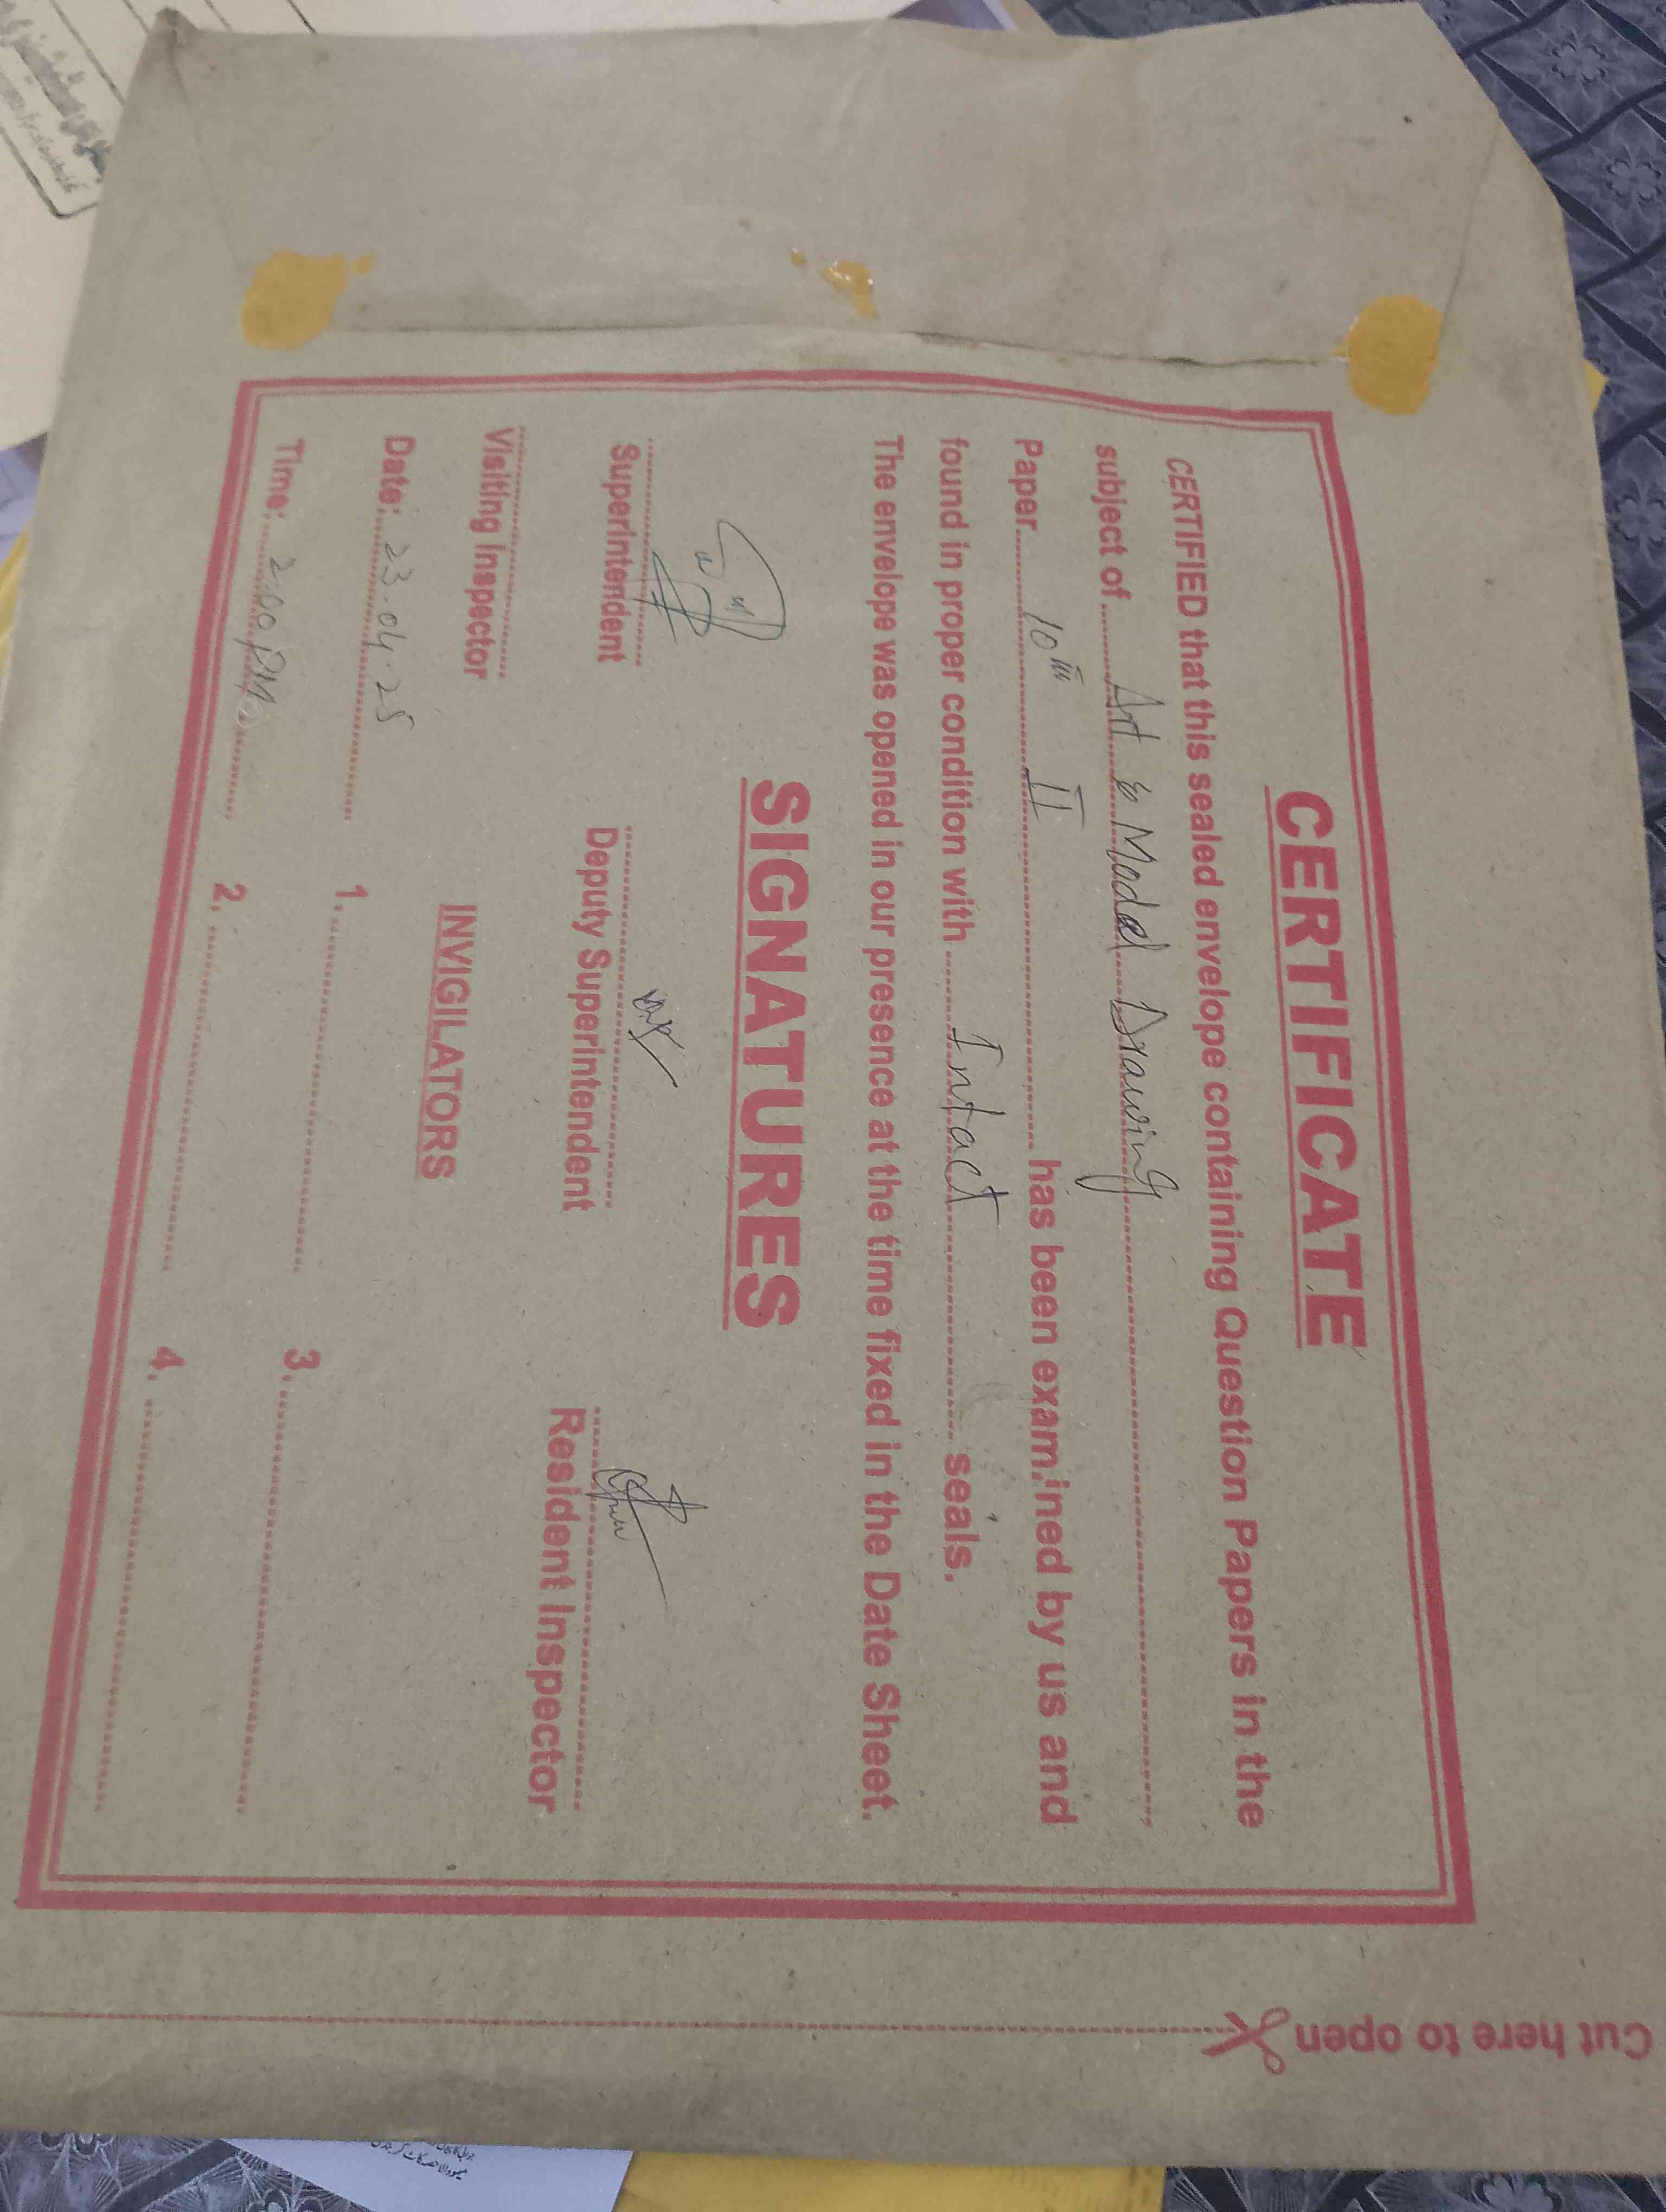 CERTIFICATE
CERTIFIED that this sealed envelope containing Question Papers in the
subject of Art & Model Drawing
Paper 10th II has been examined by us and
found in proper condition with Intact seals.
The envelope was opened in our presence at the time fixed in the Date Sheet.
SIGNATURES
Superintendent Deputy Superintendent Resident Inspector
Visiting Inspector
INVIGILATORS
Date: 23.04.25 1. 3.
Time: 2:00 PM 2. 4.
Cut here to open